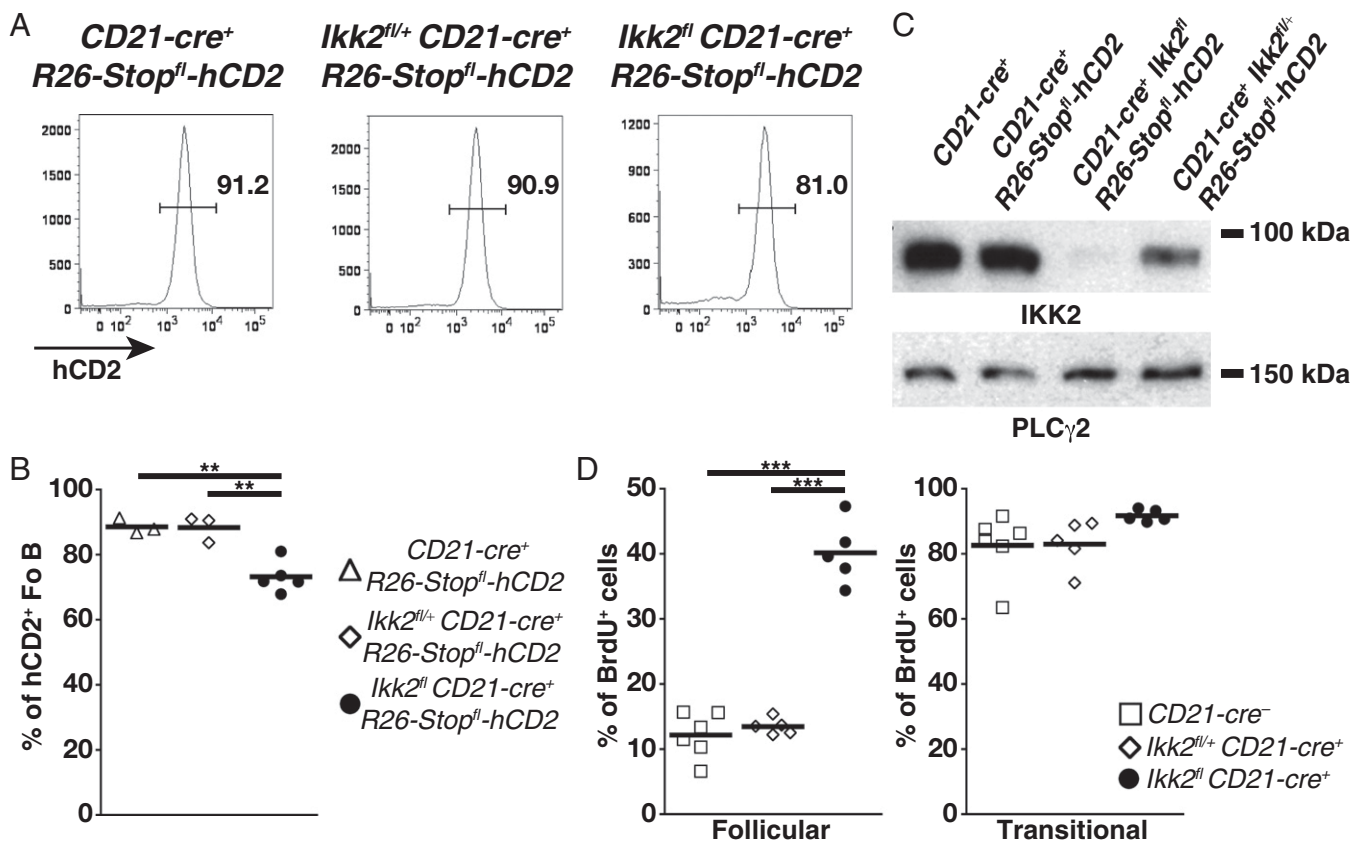 A
CD21-cre⁺
R26-Stopᶠˡ-hCD2
Ikk2ᶠˡ/⁺ CD21-cre⁺
R26-Stopᶠˡ-hCD2
Ikk2ᶠˡ CD21-cre⁺
R26-Stopᶠˡ-hCD2
2000
1500
1000
500
0
91.2
0 10² 10³ 10⁴ 10⁵
2000
1500
1000
500
0
90.9
0 10² 10³ 10⁴ 10⁵
1200
900
600
300
0
81.0
0 10² 10³ 10⁴ 10⁵
hCD2
C
CD21-cre⁺
CD21-cre⁺
R26-Stopᶠˡ-hCD2
CD21-cre⁺ Ikk2ᶠˡ
R26-Stopᶠˡ-hCD2
CD21-cre⁺ Ikk2ᶠˡ/⁺
R26-Stopᶠˡ-hCD2
100 kDa
IKK2
150 kDa
PLCγ2
B
% of hCD2⁺ Fo B
100
80
60
40
20
0
**
**
CD21-cre⁺
R26-Stopᶠˡ-hCD2
Ikk2ᶠˡ/⁺ CD21-cre⁺
R26-Stopᶠˡ-hCD2
Ikk2ᶠˡ CD21-cre⁺
R26-Stopᶠˡ-hCD2
D
% of BrdU⁺ cells
50
40
30
20
10
0
***
***
Follicular
% of BrdU⁺ cells
100
80
60
40
20
0
Transitional
CD21-cre⁻
Ikk2ᶠˡ/⁺ CD21-cre⁺
Ikk2ᶠˡ CD21-cre⁺